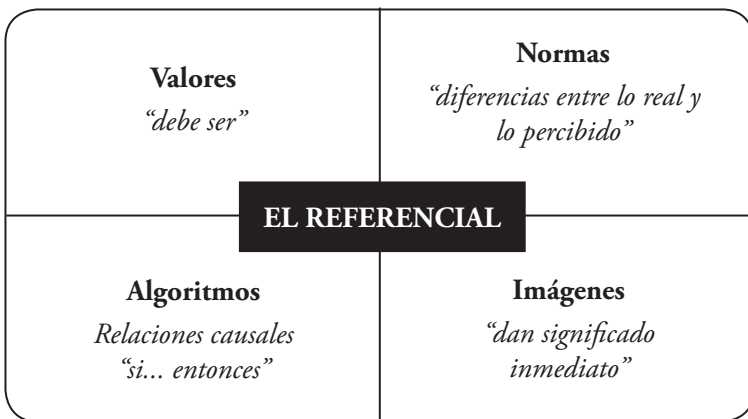 Valores
“debe ser”
Normas
“diferencias entre lo real y
lo percibido”
EL REFERENCIAL
Algoritmos
Relaciones causales
“si... entonces”
Imágenes
“dan significado
inmediato”